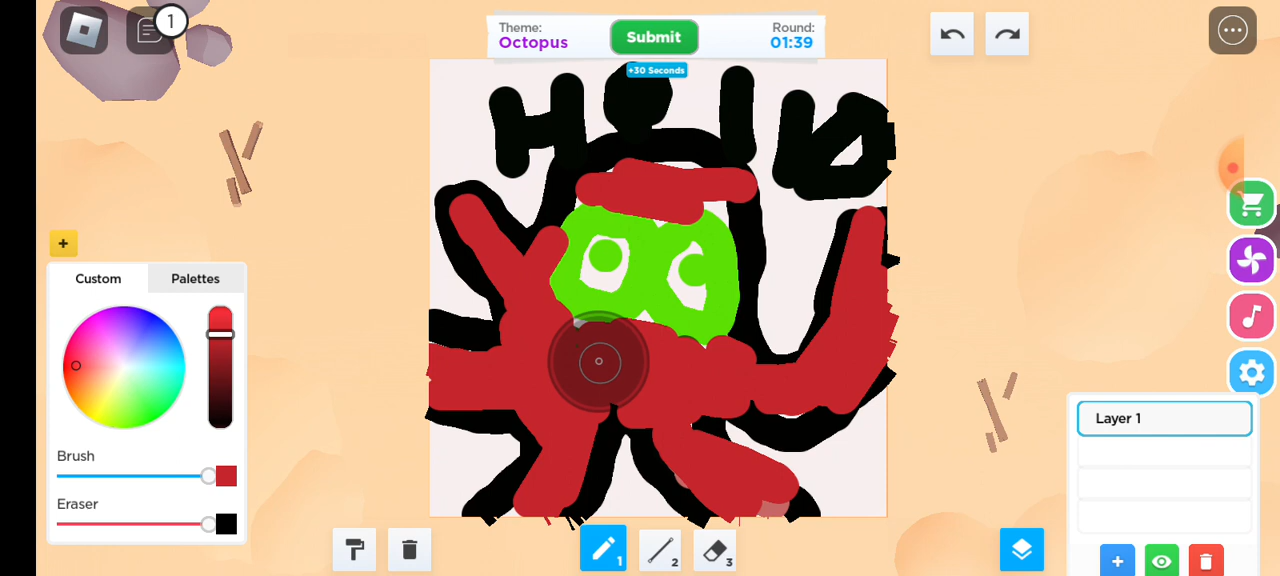 1
Theme:
Octopus
Submit
Round:
01:39
+30 Seconds
Custom
Palettes
Brush
Eraser
Layer 1
1
2
3